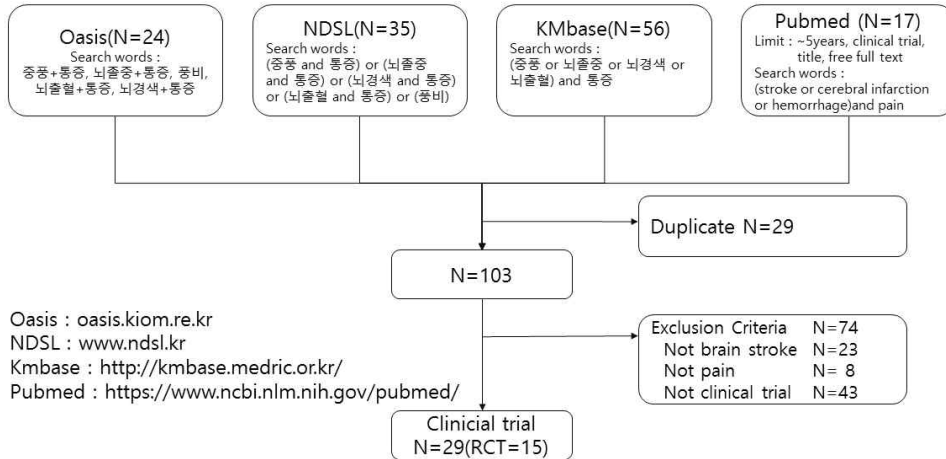 Oasis(N=24)
Search words :
중풍+통증, 뇌졸중+통증, 풍비,
뇌출혈+통증, 뇌경색+통증
NDSL(N=35)
Search words :
(중풍 and 통증) or (뇌졸중
and 통증) or (뇌경색 and 통증)
or (뇌출혈 and 통증) or (풍비)
KMbase(N=56)
Search words :
(중풍 or 뇌졸중 or 뇌경색 or
뇌출혈) and 통증
Pubmed (N=17)
Limit : ~5years, clinical trial,
title, free full text
Search words :
(stroke or cerebral infarction
or hemorrhage)and pain
Duplicate N=29
N=103
Oasis : oasis.kiom.re.kr
NDSL : www.ndsl.kr
Kmbase : http://kmbase.medric.or.kr/
Pubmed : https://www.ncbi.nlm.nih.gov/pubmed/
Exclusion Criteria N=74
Not brain stroke N=23
Not pain N= 8
Not clinical trial N=43
Clinicial trial
N=29(RCT=15)